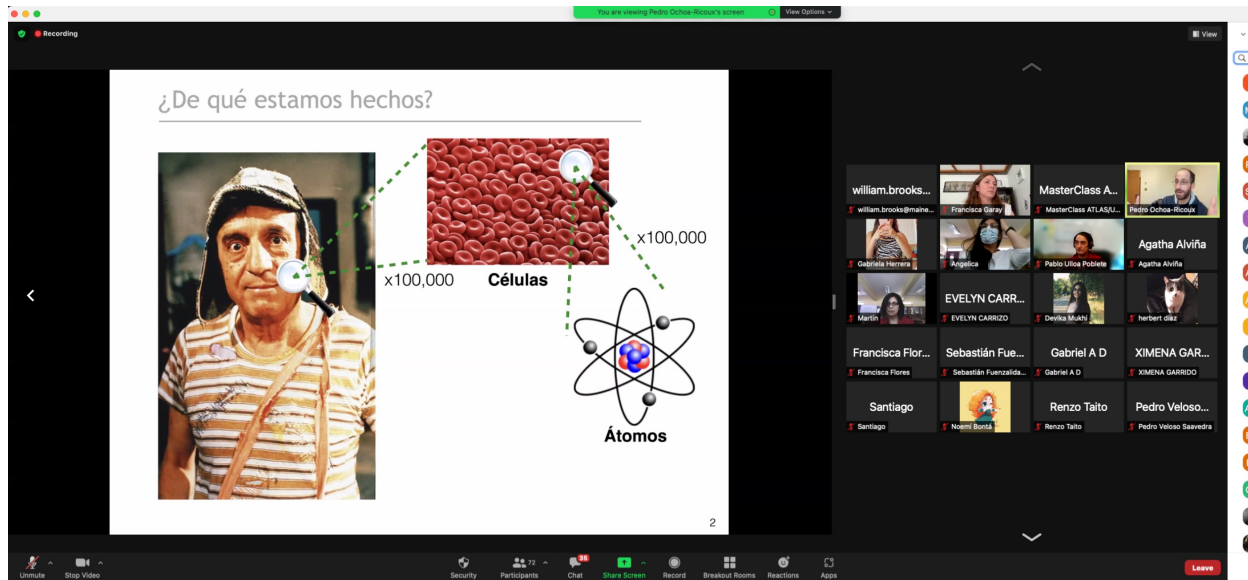 You are viewing Pedro Ochoa-Ricoux's screen
View Options
Recording
View
¿De qué estamos hechos?
x100,000
Células
x100,000
Átomos
2
william.brooks...
MasterClass A...
william.brooks@maine...
Francisca Garay
MasterClass ATLAS/U...
Pedro Ochoa-Ricoux
Agatha Alviña
Gabriela Herrera
Angelica
Pablo Ulloa Poblete
Agatha Alviña
EVELYN CARR...
Martin
EVELYN CARRIZO
Devika Mukhi
herbert diaz
Francisca Flor...
Sebastián Fue...
Gabriel A D
XIMENA GAR...
Francisca Flores
Sebastián Fuenzalida...
Gabriel A D
XIMENA GARRIDO
Santiago
Renzo Taito
Pedro Veloso...
Santiago
Noemí Bontá
Renzo Taito
Pedro Veloso Saavedra
Unmute
Stop Video
Security
Participants
72
Chat
35
Share Screen
Record
Breakout Rooms
Reactions
Apps
Leave